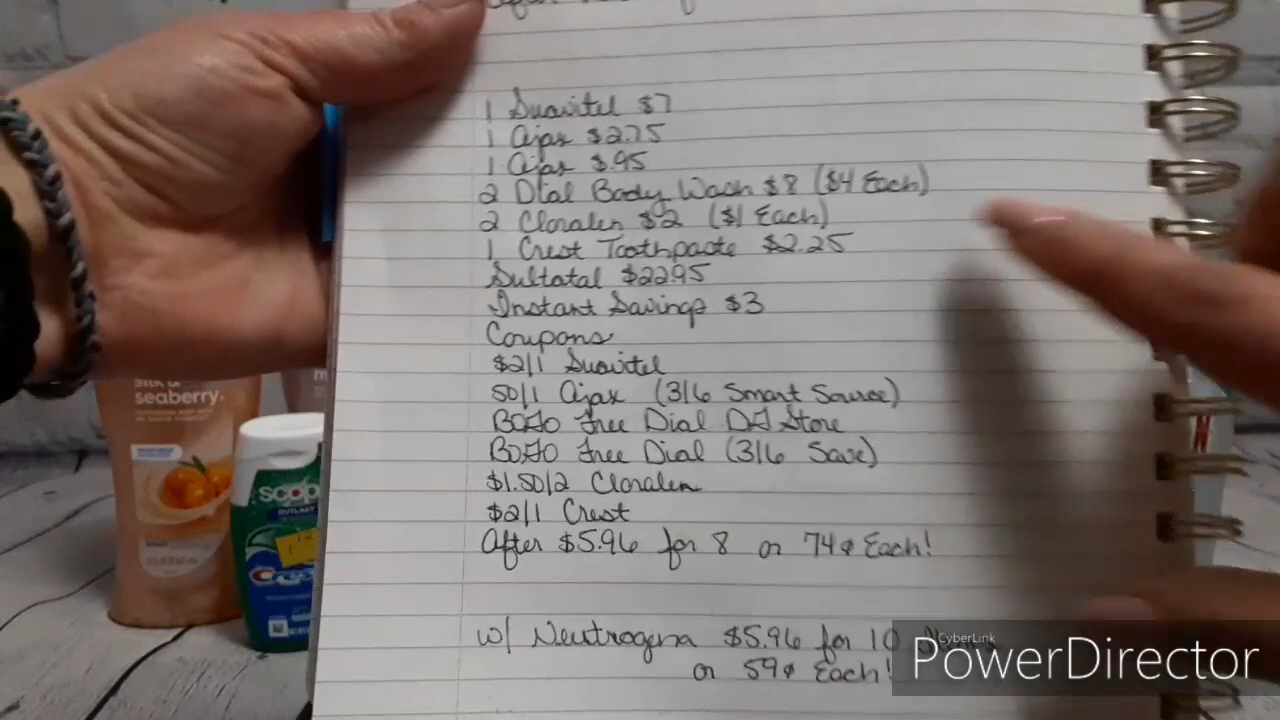 1 Suavitel $7
1 Ajax $2.75
1 Ajax $.95
2 Dial Body Wash $8 ($4 Each)
2 Cloralen $2 ($1 Each)
1 Crest Toothpaste $2.25
Subtotal $22.95
Instant Savings $3
Coupons
$2/1 Suavitel
50/1 Ajax (3/6 Smart Source)
BOGO Free Dial DG Store
BOGO Free Dial (3/6 Save)
$1.50/2 Cloralen
$2/1 Crest
After $5.96 for 8 or 74¢ Each!
w/ Neutrogena $5.96 for 10
or 59¢ Each!
seaberry
scope
OUTLAST
Crest
CyberLink
PowerDirector